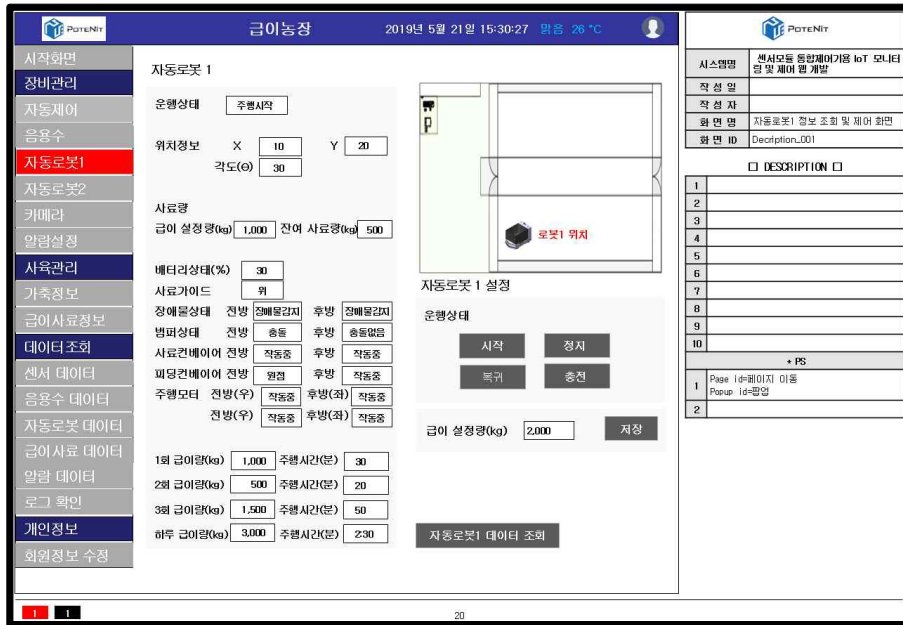 PoTENiT
급이농장
2019년 5월 21일 15:30:27 맑음 26 °C
시작화면
장비관리
자동제어
음용수
자동로봇1
자동로봇2
카메라
알람설정
사육관리
가축정보
급이사료정보
데이터조회
센서 데이터
음용수 데이터
자동로봇 데이터
급이사료 데이터
알람 데이터
로그 확인
개인정보
회원정보 수정
자동로봇 1
운행상태 주행시작
위치정보 X 10 Y 20
각도(Θ) 30
사료량
급이 설정량(kg) 1,000 잔여 사료량(kg) 500
배터리상태(%) 30
사료가이드 위
장애물상태 전방 장애물감지 후방 장애물감지
범퍼상태 전방 충돌 후방 충돌없음
사료컨베이어 전방 작동중 후방 작동중
피딩컨베이어 전방 원점 후방 작동중
주행모터 전방(우) 작동중 후방(좌) 작동중
전방(우) 작동중 후방(좌) 작동중
1회 급이량(kg) 1,000 주행시간(분) 30
2회 급이량(kg) 500 주행시간(분) 20
3회 급이량(kg) 1,500 주행시간(분) 50
하루 급이량(kg) 3,000 주행시간(분) 2:30
로봇1 위치
자동로봇 1 설정
운행상태
시작 정지
복귀 충전
급이 설정량(kg) 2,000 저장
자동로봇1 데이터 조회
PoTENiT
시스템명 센서모듈 통합제어기용 IoT 모니터
링 및 제어 웹 개발
작 성 일
작 성 자
화 면 명 자동로봇1 정보 조회 및 제어 화면
화 면 ID Decription_001
□ DESCRIPTION □
1
2
3
4
5
6
7
8
9
10
* PS
1 Page id=페이지 이동
Popup id=팝업
2
1 1
20